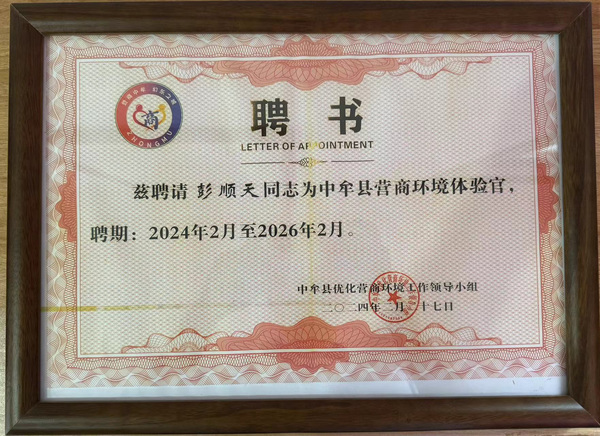 商
ZHONGMU
聘 书
LETTER OF APPOINTMENT
兹聘请 彭顺天 同志为中牟县营商环境体验官，
聘期：2024年2月至2026年2月。
中牟县优化营商环境工作领导小组
二〇二四年二月二十七日